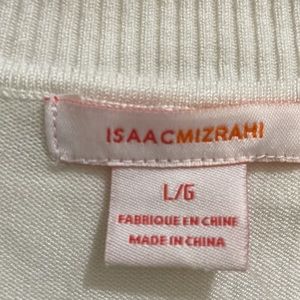 ISAACMIZRAHI
L/G
FABRIQUE EN CHINE
MADE IN CHINA